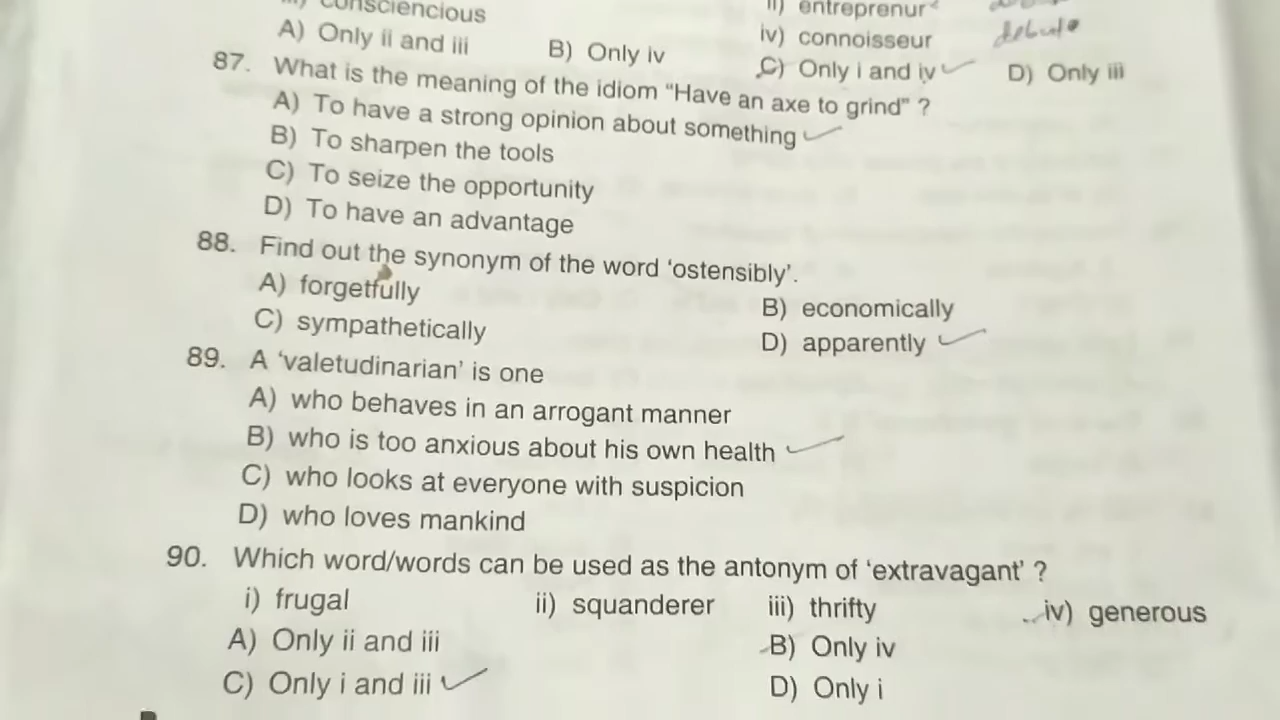 iii) consciencious
ii) entreprenur
A) Only ii and iii
iv) connoisseur
B) Only iv
C) Only i and iv
D) Only iii
87. What is the meaning of the idiom “Have an axe to grind” ?
A) To have a strong opinion about something
B) To sharpen the tools
C) To seize the opportunity
D) To have an advantage
88. Find out the synonym of the word ‘ostensibly’.
A) forgetfully
B) economically
C) sympathetically
D) apparently
89. A ‘valetudinarian’ is one
A) who behaves in an arrogant manner
B) who is too anxious about his own health
C) who looks at everyone with suspicion
D) who loves mankind
90. Which word/words can be used as the antonym of ‘extravagant’ ?
i) frugal ii) squanderer iii) thrifty iv) generous
A) Only ii and iii
B) Only iv
C) Only i and iii
D) Only i